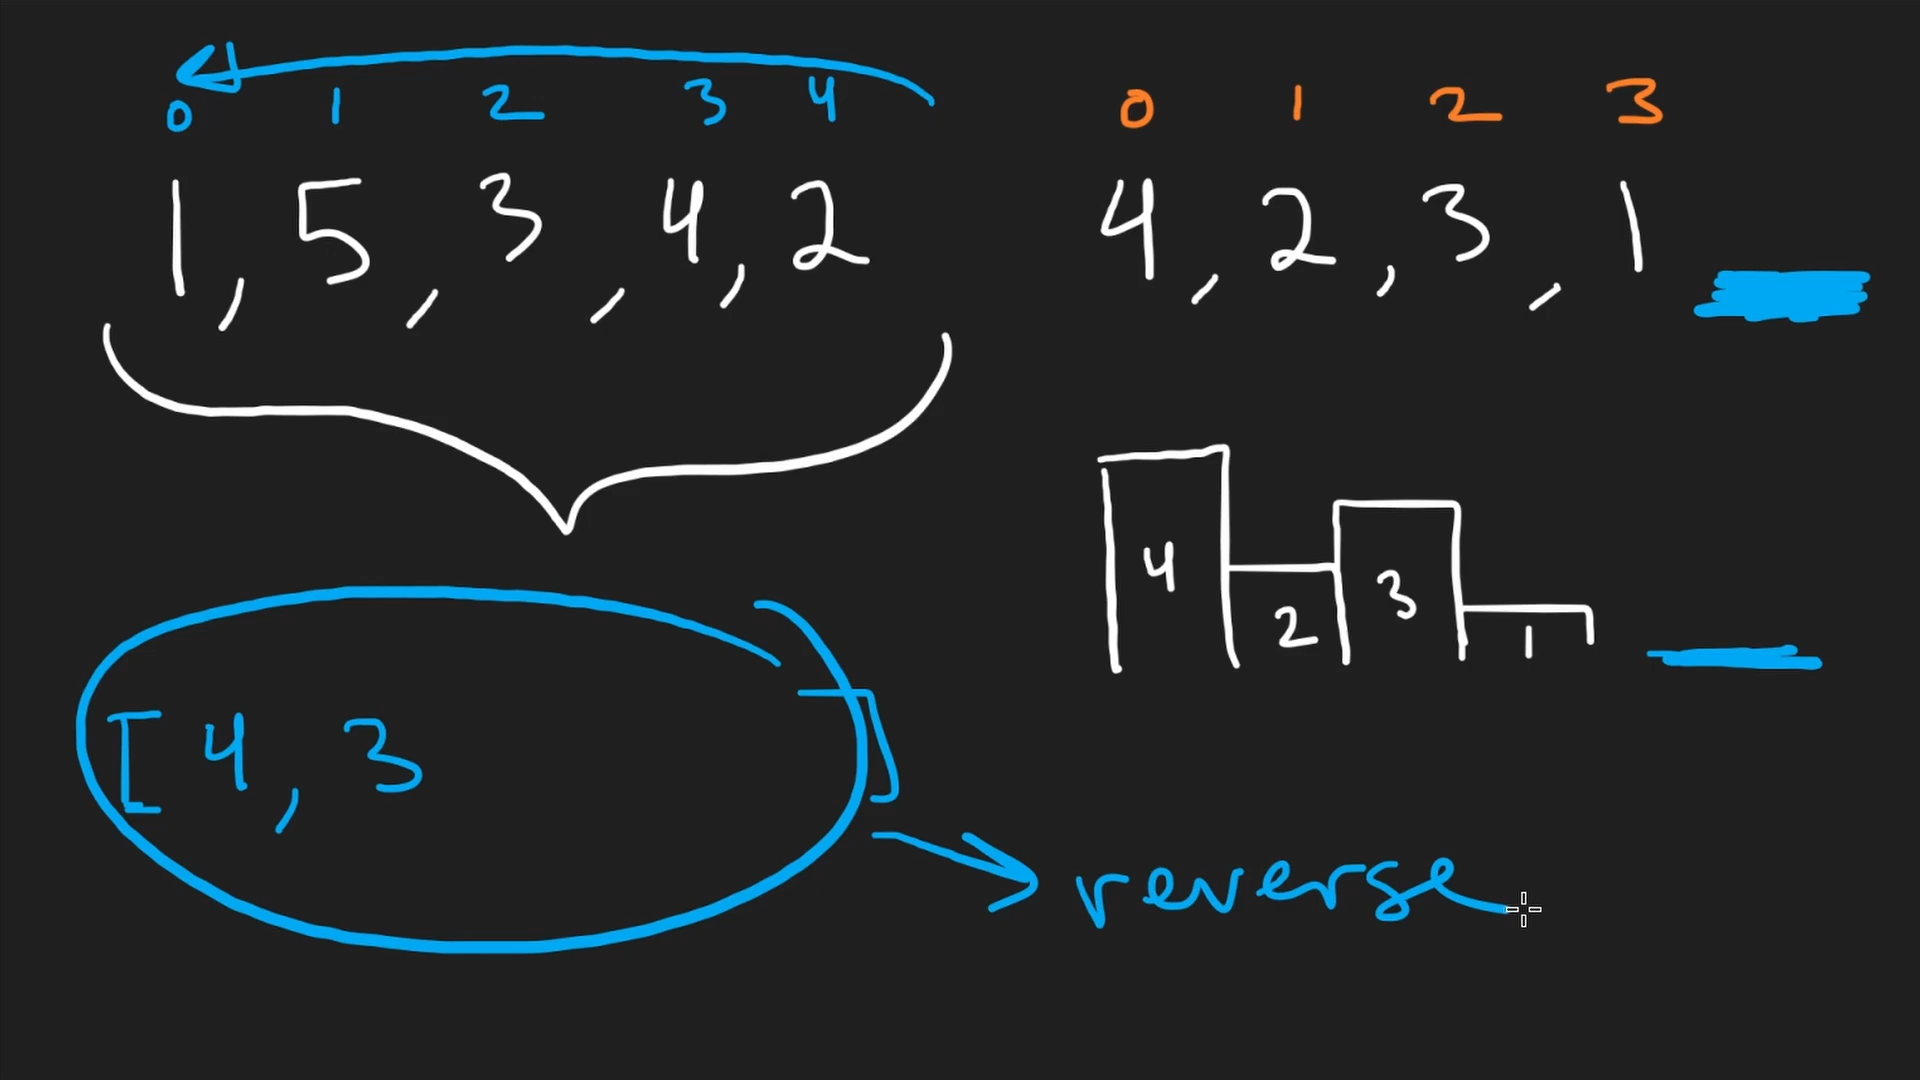 0 1 2 3 4
1, 5, 3, 4, 2
0 1 2 3
4, 2, 3, 1
4 2 3 1
[4, 3 ]
reverse